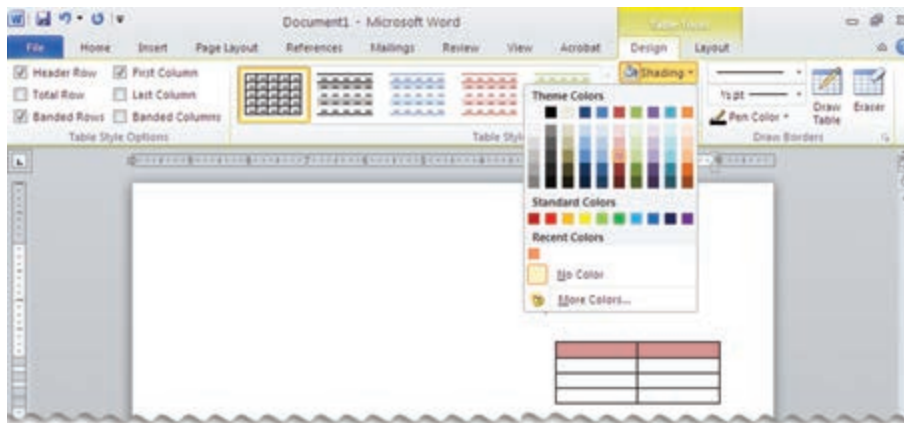 Document1 - Microsoft Word
Table Tools
File Home Insert Page Layout References Mailings Review View Acrobat Design Layout
Header Row First Column
Total Row Last Column
Banded Rows Banded Columns
Table Style Options
Table Style
Shading
Theme Colors
Standard Colors
Recent Colors
No Color
More Colors...
½ pt
Pen Color
Draw Table
Eraser
Draw Borders